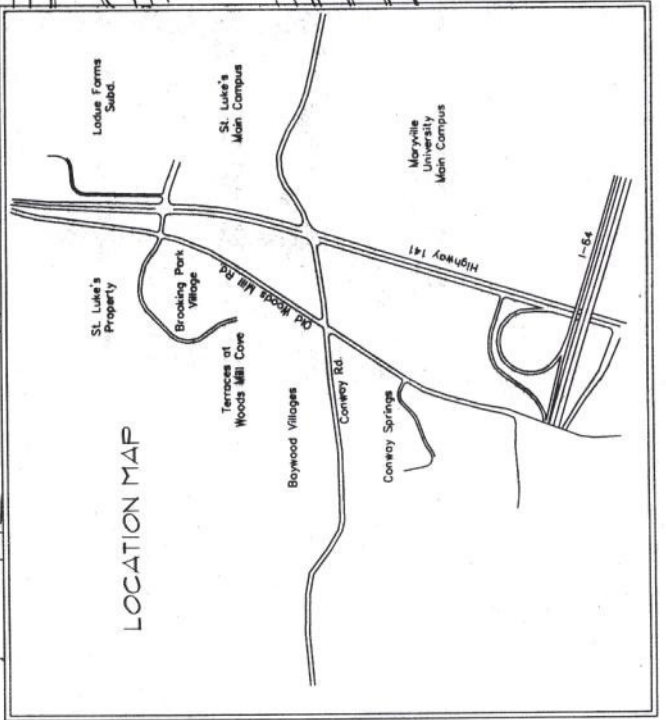 LOCATION MAP
Ladue Farms
Subd.
St. Luke's
Main Campus
Maryville
University
Main Campus
St. Luke's
Property
Brooking Park
Village
Old Woods Mill Rd
Terraces at
Woods Mill Cove
Highway 141
I-64
Baywood Villages
Conway Rd.
Conway Springs